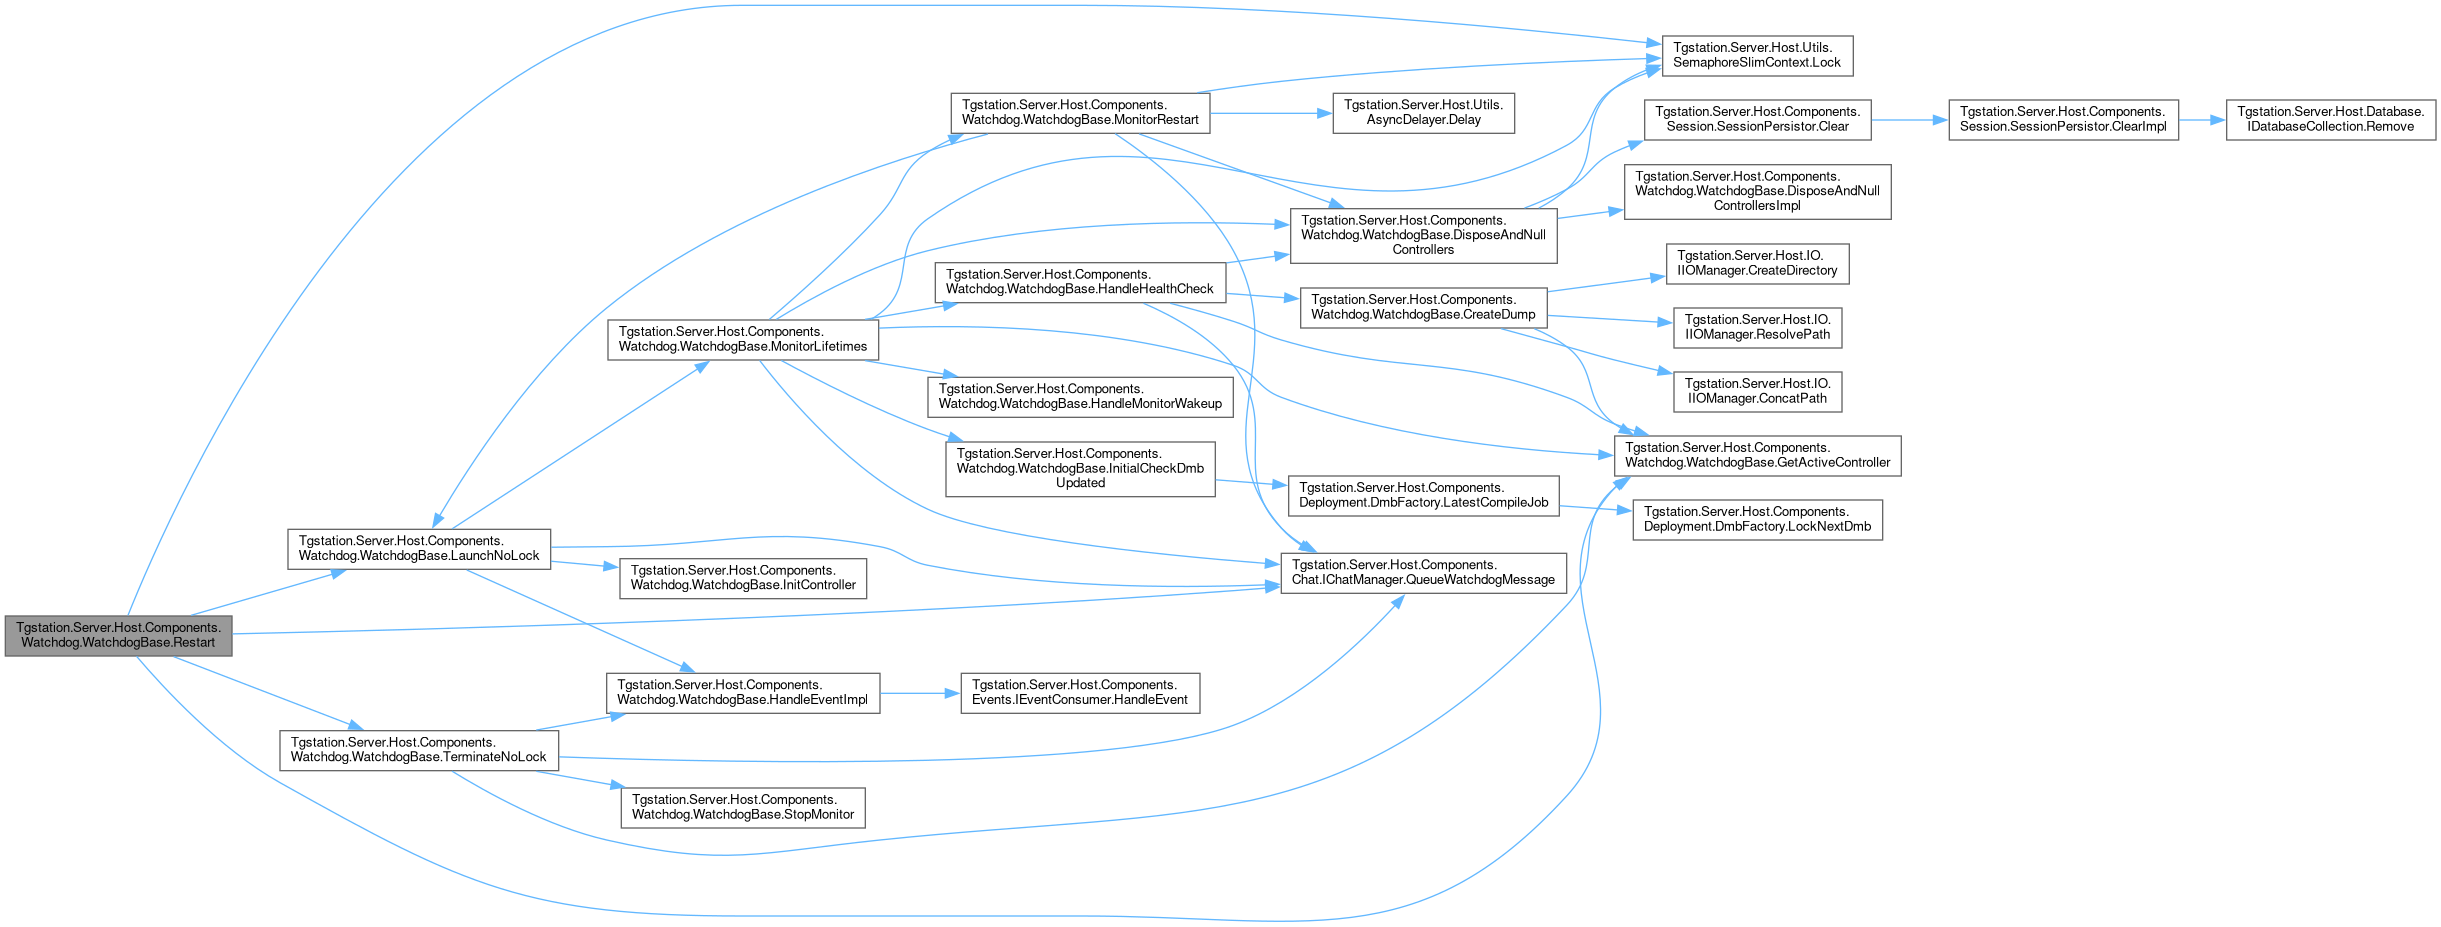 Tgstation.Server.Host.Components.
Watchdog.WatchdogBase.Restart
Tgstation.Server.Host.Components.
Watchdog.WatchdogBase.LaunchNoLock
Tgstation.Server.Host.Components.
Watchdog.WatchdogBase.TerminateNoLock
Tgstation.Server.Host.Components.
Watchdog.WatchdogBase.MonitorLifetimes
Tgstation.Server.Host.Components.
Watchdog.WatchdogBase.InitController
Tgstation.Server.Host.Components.
Watchdog.WatchdogBase.HandleEventImpl
Tgstation.Server.Host.Components.
Watchdog.WatchdogBase.StopMonitor
Tgstation.Server.Host.Components.
Watchdog.WatchdogBase.MonitorRestart
Tgstation.Server.Host.Components.
Watchdog.WatchdogBase.HandleHealthCheck
Tgstation.Server.Host.Components.
Watchdog.WatchdogBase.HandleMonitorWakeup
Tgstation.Server.Host.Components.
Watchdog.WatchdogBase.InitialCheckDmb
Updated
Tgstation.Server.Host.Components.
Events.IEventConsumer.HandleEvent
Tgstation.Server.Host.Utils.
AsyncDelayer.Delay
Tgstation.Server.Host.Components.
Watchdog.WatchdogBase.DisposeAndNull
Controllers
Tgstation.Server.Host.Components.
Watchdog.WatchdogBase.CreateDump
Tgstation.Server.Host.Components.
Deployment.DmbFactory.LatestCompileJob
Tgstation.Server.Host.Components.
Chat.IChatManager.QueueWatchdogMessage
Tgstation.Server.Host.Utils.
SemaphoreSlimContext.Lock
Tgstation.Server.Host.Components.
Session.SessionPersistor.Clear
Tgstation.Server.Host.Components.
Watchdog.WatchdogBase.DisposeAndNull
ControllersImpl
Tgstation.Server.Host.IO.
IIOManager.CreateDirectory
Tgstation.Server.Host.IO.
IIOManager.ResolvePath
Tgstation.Server.Host.IO.
IIOManager.ConcatPath
Tgstation.Server.Host.Components.
Watchdog.WatchdogBase.GetActiveController
Tgstation.Server.Host.Components.
Deployment.DmbFactory.LockNextDmb
Tgstation.Server.Host.Components.
Session.SessionPersistor.ClearImpl
Tgstation.Server.Host.Database.
IDatabaseCollection.Remove